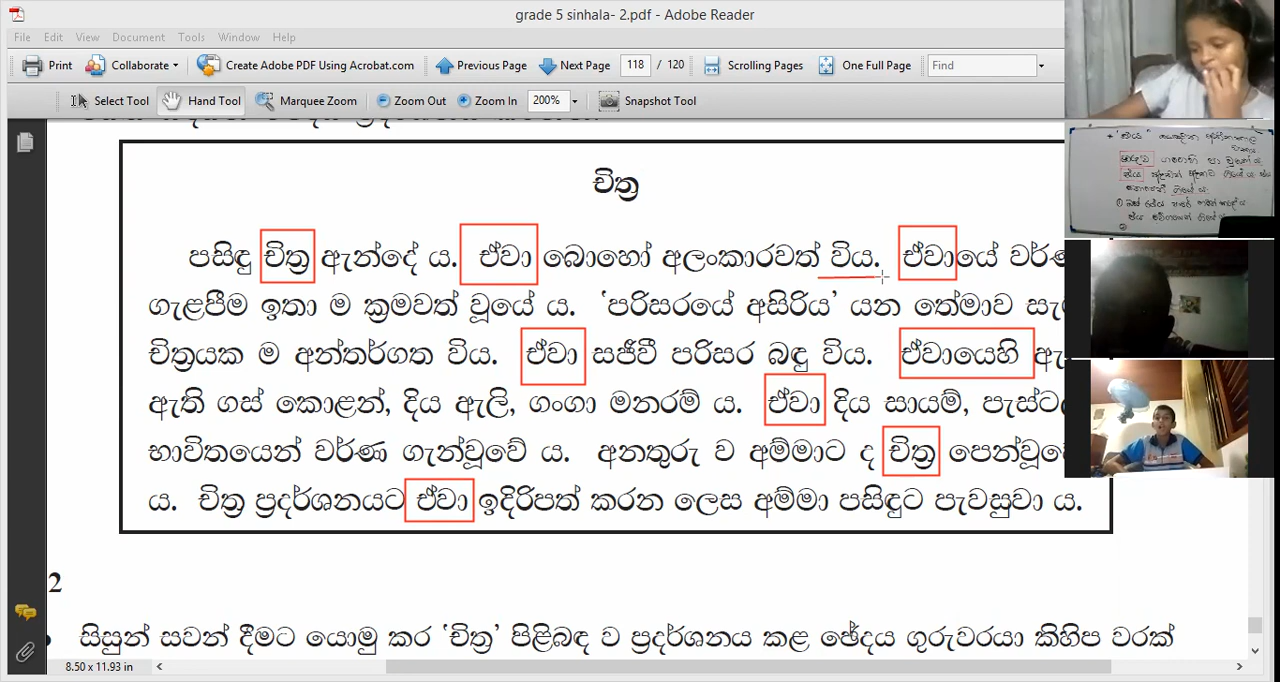 grade 5 sinhala- 2.pdf - Adobe Reader
File Edit View Document Tools Window Help
Print Collaborate Create Adobe PDF Using Acrobat.com Previous Page Next Page 118 / 120 Scrolling Pages One Full Page Find
Select Tool Hand Tool Marquee Zoom Zoom Out Zoom In 200% Snapshot Tool
චිත්‍ර
පසිඳු චිත්‍ර ඇන්දේ ය. ඒවා බොහෝ අලංකාරවත් විය. ඒවායේ
ගැළපීම ඉතා ම ක්‍රමවත් වූයේ ය. ‘පරිසරයේ අසිරිය’ යන තේමාව
චිත්‍රයක ම අන්තර්ගත විය. ඒවා සජීවී පරිසර බඳු විය. ඒවායෙහි
ඇති ගස් කොළන්, දිය ඇලි, ගංගා මනරම් ය. ඒවා දිය සායම්,
භාවිතයෙන් වර්ණ ගැන්වූවේ ය. අනතුරු ව අම්මාට ද චිත්‍ර
ය. චිත්‍ර ප්‍රදර්ශනයට ඒවා ඉදිරිපත් කරන ලෙස අම්මා පසිඳුට පැවසුවා ය.
2
සිසුන් සවන් දීමට යොමු කර ‘චිත්‍ර’ පිළිබඳ ව ප්‍රදර්ශනය කළ ඡේදය ගුරුවරයා කිහිප වරක්
8.50 x 11.93 in